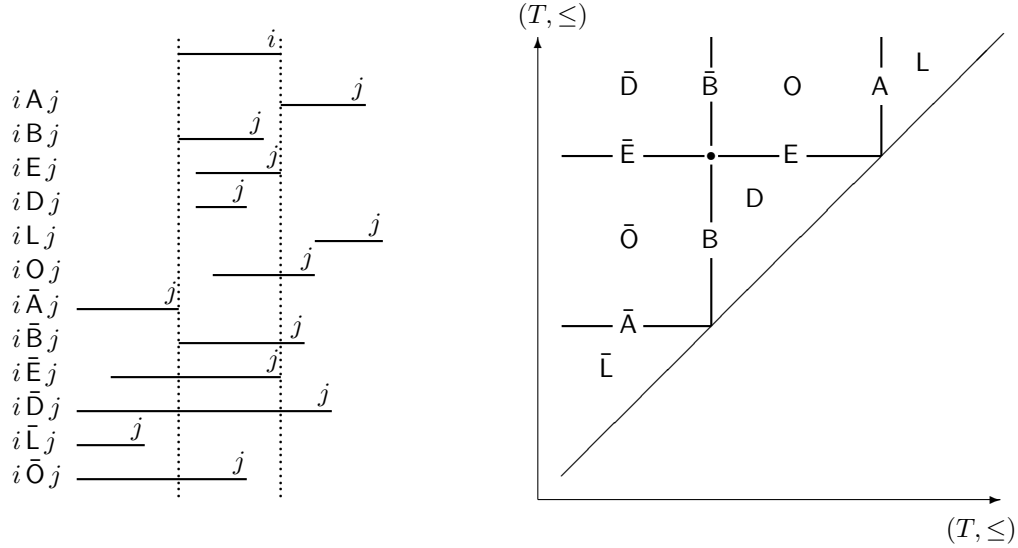 i
i A j j
i B j j
i E j j
i D j j
i L j j
i O j j
i Ā j j
i B̄ j j
i Ē j j
i D̄ j j
i L̄ j j
i Ō j j
(T, ≤)
D̄ B̄ O A L
Ē E
D
Ō B
Ā
L̄
(T, ≤)